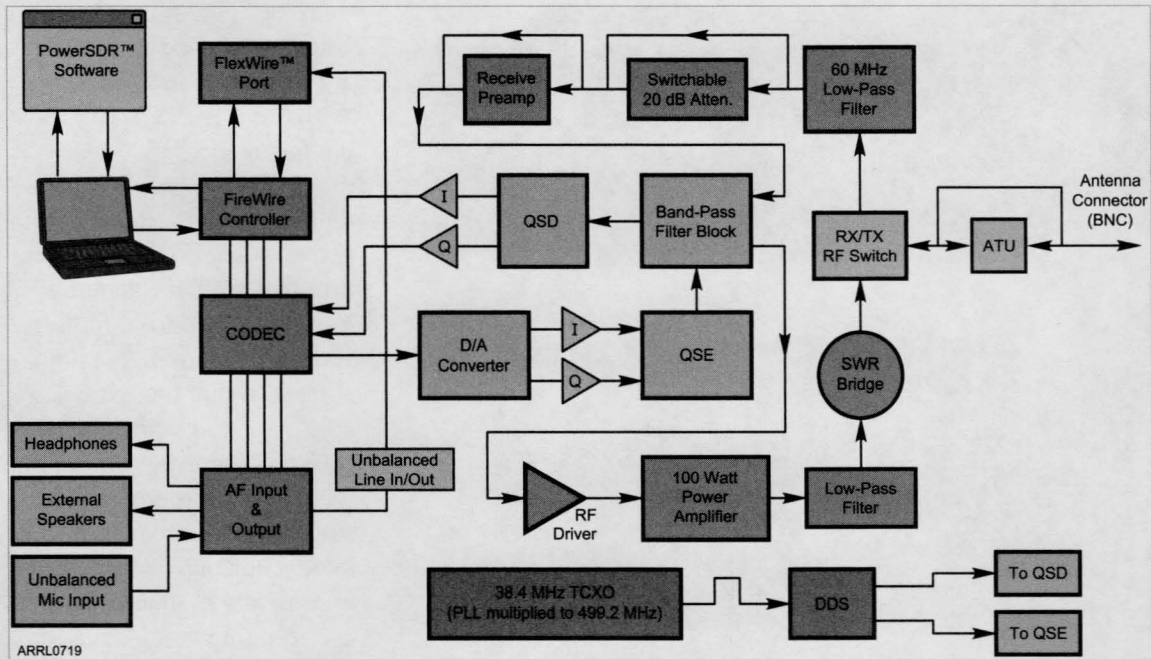 PowerSDR™
Software
FlexWire™
Port
Receive
Preamp
Switchable
20 dB Atten.
60 MHz
Low-Pass
Filter
FireWire
Controller
I
Q
QSD
Band-Pass
Filter Block
RX/TX
RF Switch
ATU
Antenna
Connector
(BNC)
CODEC
D/A
Converter
I
Q
QSE
SWR
Bridge
Headphones
External
Speakers
Unbalanced
Mic Input
AF Input
&
Output
Unbalanced
Line In/Out
RF
Driver
100 Watt
Power
Amplifier
Low-Pass
Filter
38.4 MHz TCXO
(PLL multiplied to 499.2 MHz)
DDS
To QSD
To QSE
ARRL0719